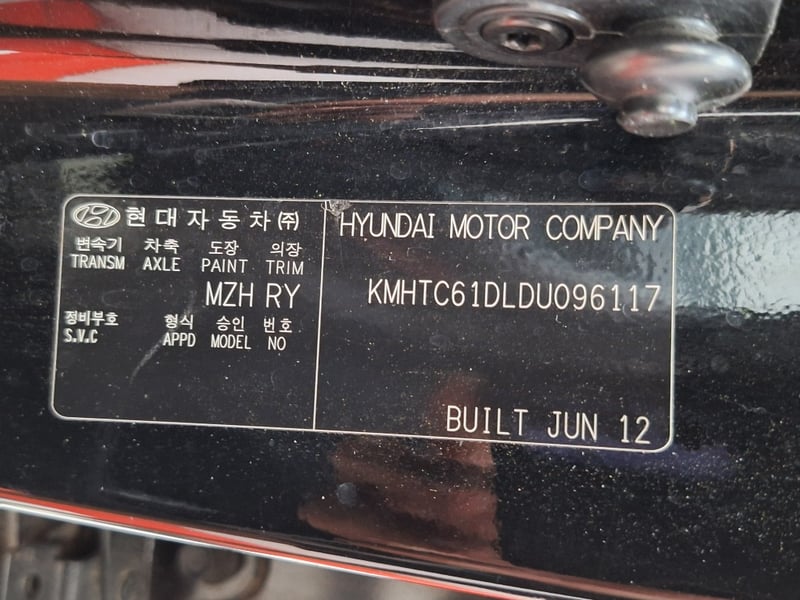 현대자동차㈜
변속기 차축 도장 의장
TRANSM AXLE PAINT TRIM
MZH RY
정비부호 형식 승인 번호
S.V.C APPD MODEL NO
HYUNDAI MOTOR COMPANY
KMHTC61DLDU096117
BUILT JUN 12